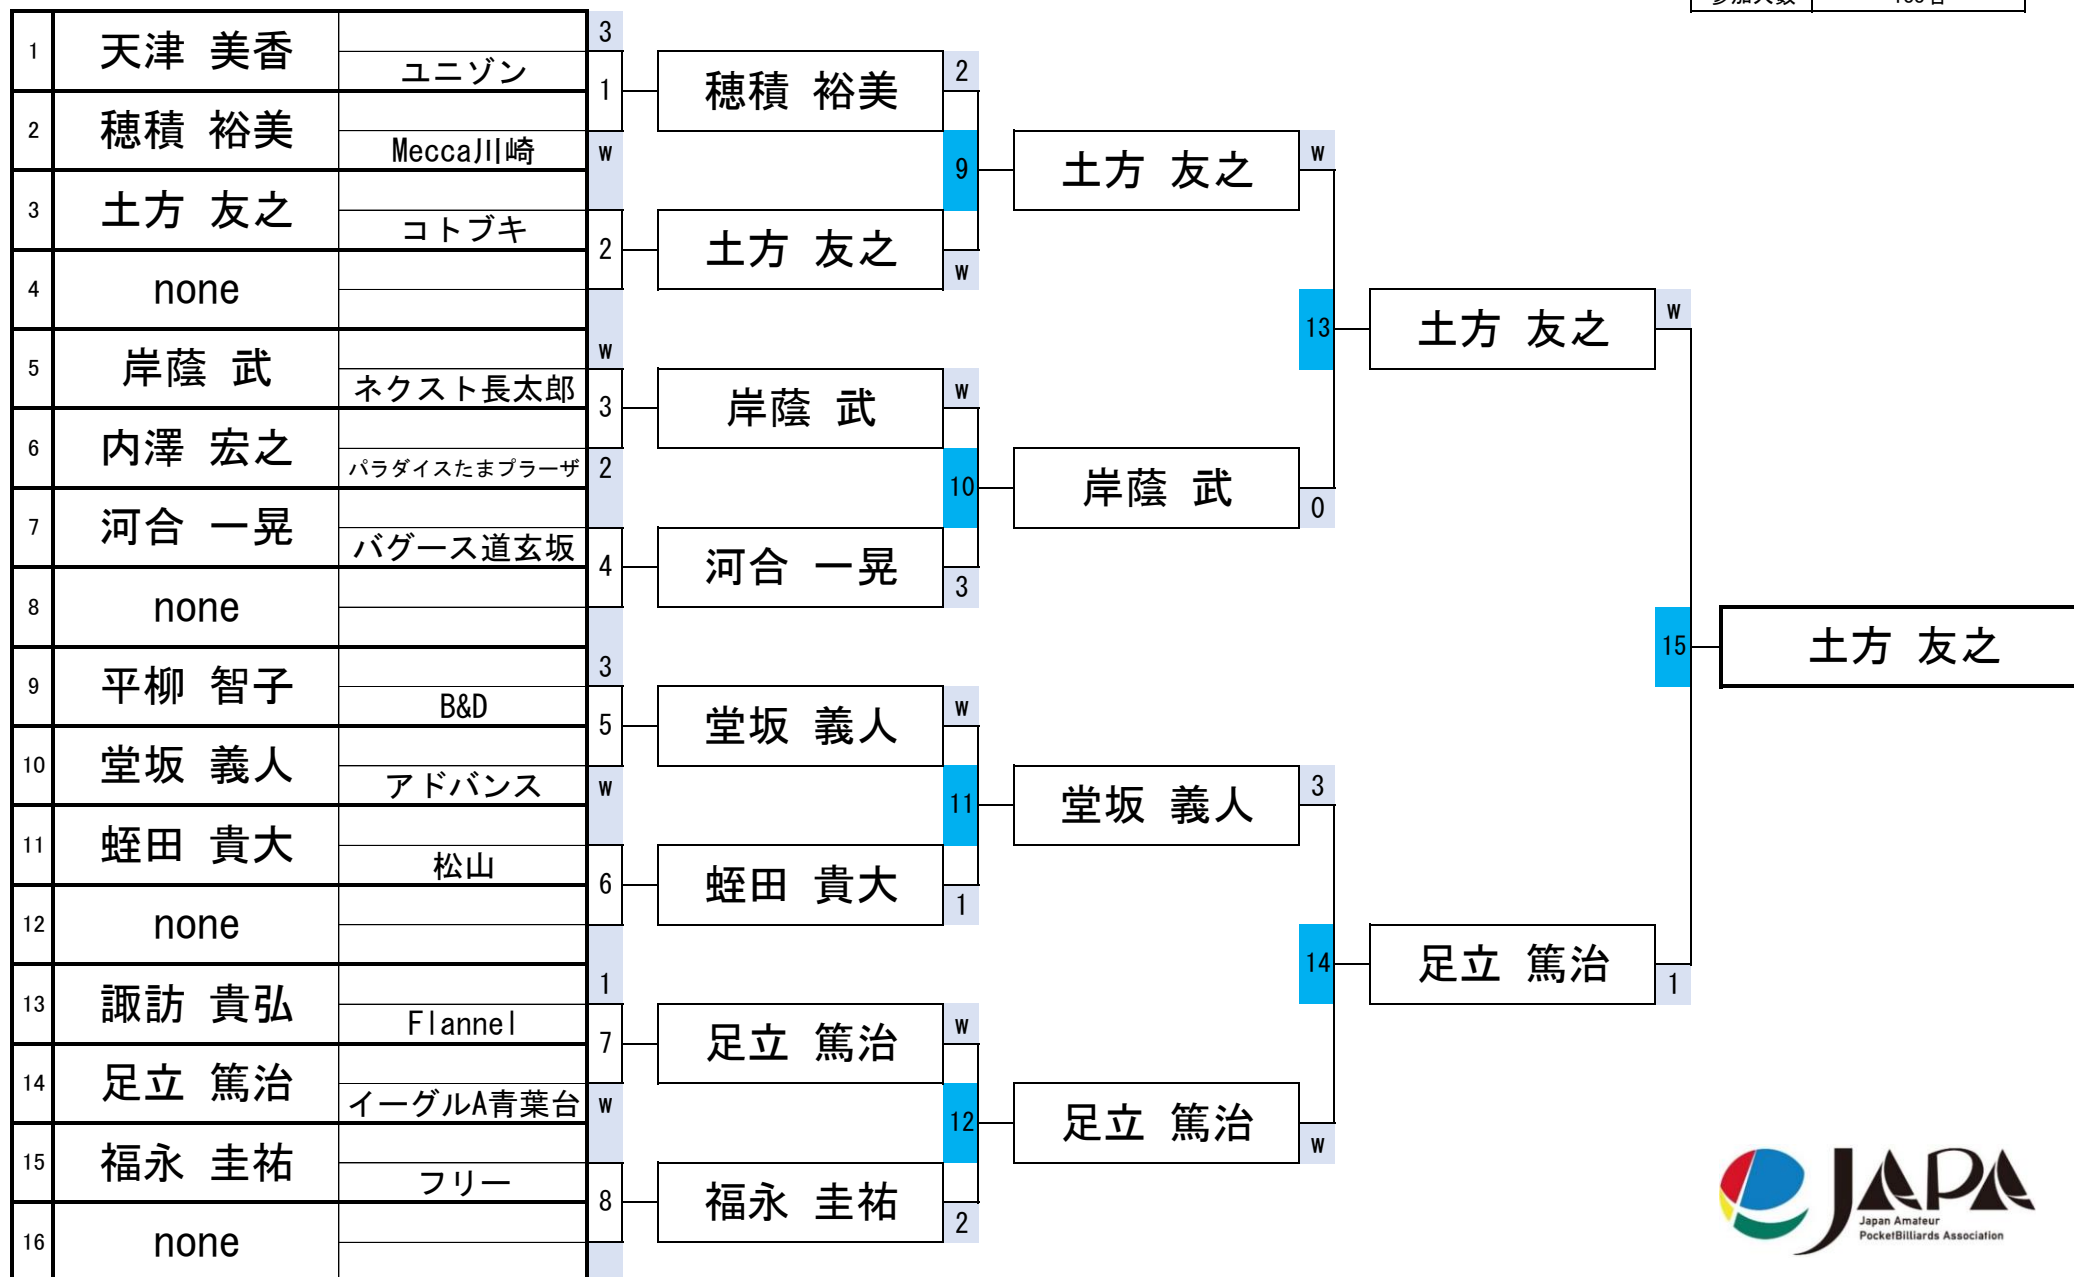 1 天津 美香 ユニゾン 3
2 穂積 裕美 Mecca川崎 W
3 土方 友之 コトブキ
4 none
5 岸蔭 武 ネクスト長太郎 W
6 内澤 宏之 パラダイスたまプラーザ 2
7 河合 一晃 バグース道玄坂
8 none
9 平柳 智子 B&D 3
10 堂坂 義人 アドバンス W
11 蛭田 貴大 松山
12 none
13 諏訪 貴弘 Flannel 1
14 足立 篤治 イーグルA青葉台 W
15 福永 圭祐 フリー
16 none
1 穂積 裕美 2
2 土方 友之 W
3 岸蔭 武 W
4 河合 一晃 3
5 堂坂 義人 W
6 蛭田 貴大 1
7 足立 篤治 W
8 福永 圭祐 2
9 土方 友之 W
10 岸蔭 武 0
11 堂坂 義人 3
12 足立 篤治 W
13 土方 友之 W
14 足立 篤治 1
15 土方 友之
JAPA
Japan Amateur
PocketBilliards Association